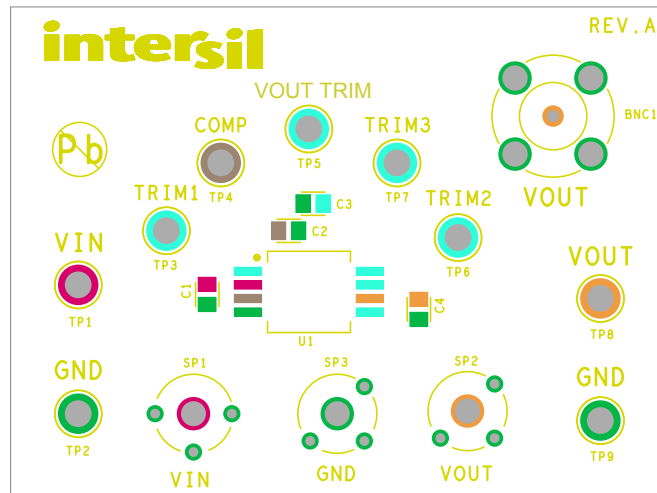 intersil
REV.A
VOUT TRIM
COMP
TRIM3
BNC1
Pb
TP5
TP4
TP7
VOUT
TRIM1
C3
TRIM2
C2
VIN
TP3
TP6
VOUT
C1
C4
TP1
TP8
U1
GND
SP1
SP3
SP2
GND
TP2
TP9
VIN
GND
VOUT